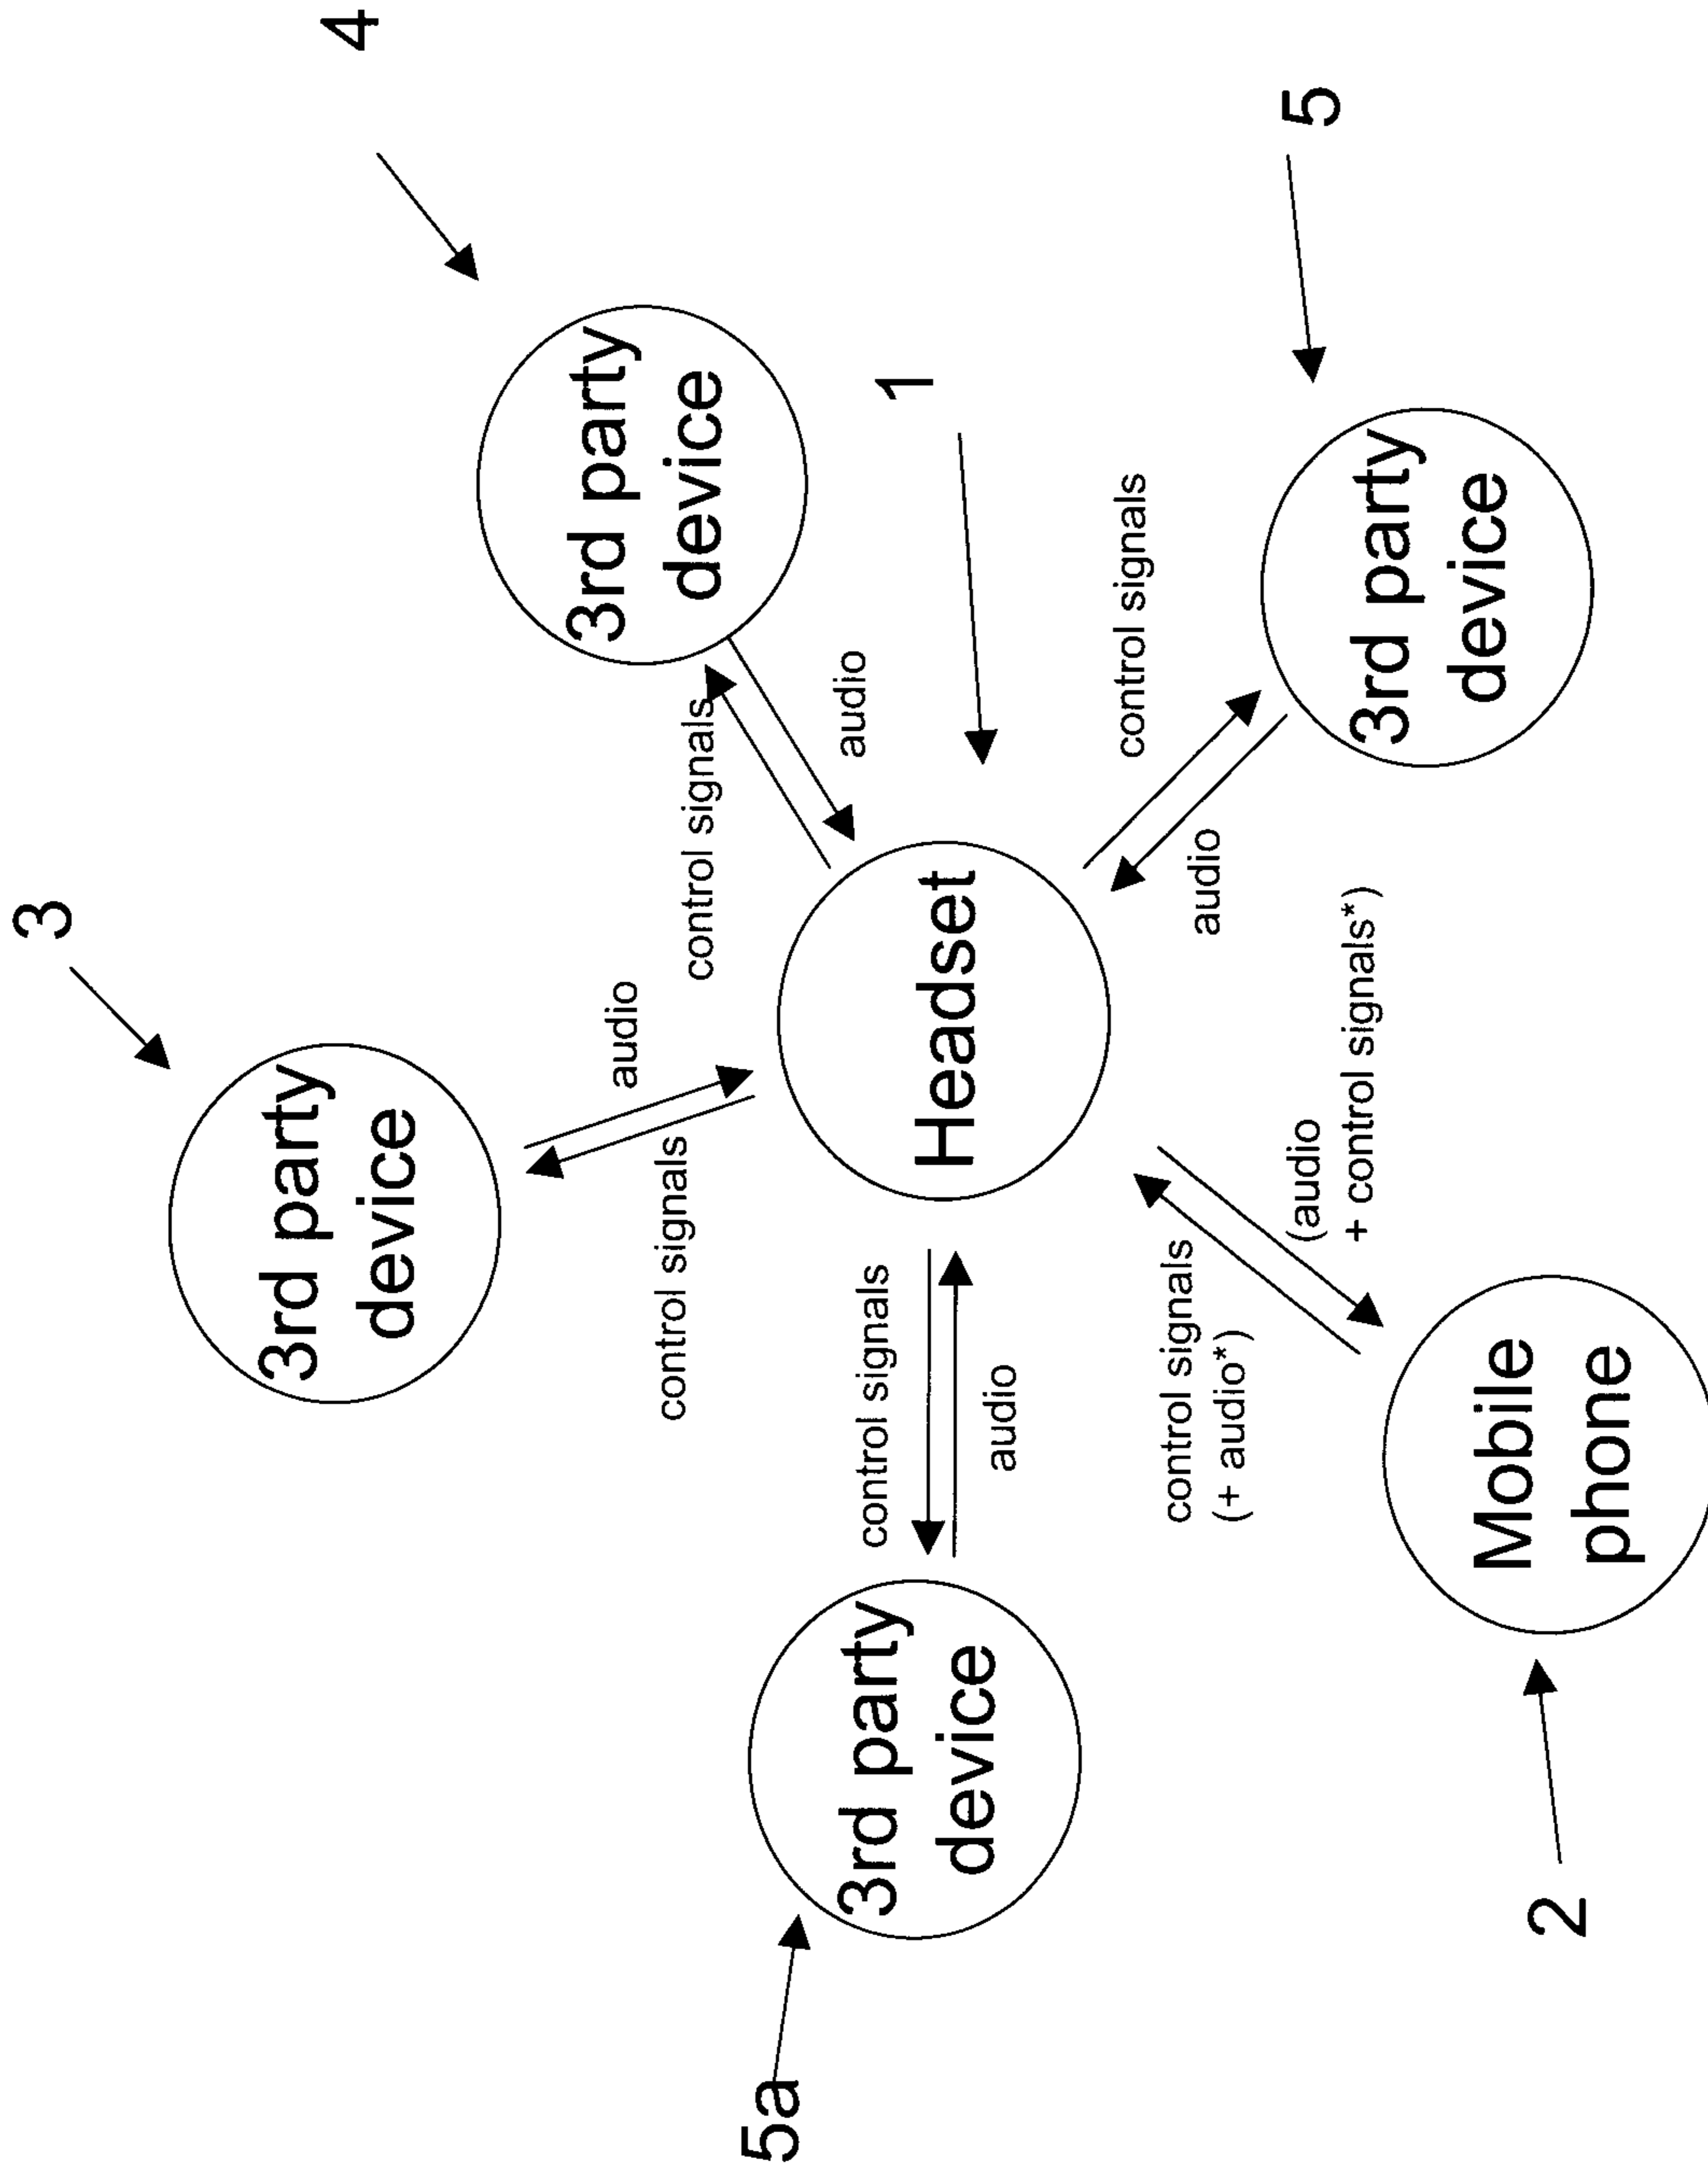 3
3rd party
device
4
3rd party
device
audio
control signals
control signals
audio
5a
3rd party
device
control signals
audio
1
Headset
control signals
audio
control signals
(+ audio*)
(audio
+ control signals*)
5
3rd party
device
Mobile
phone
2